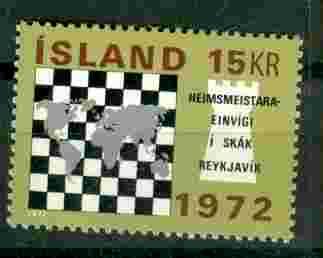 ÍSLAND 15KR
HEIMSMEISTARA-
EINVÍGI
Í SKÁK
REYKJAVÍK
1972